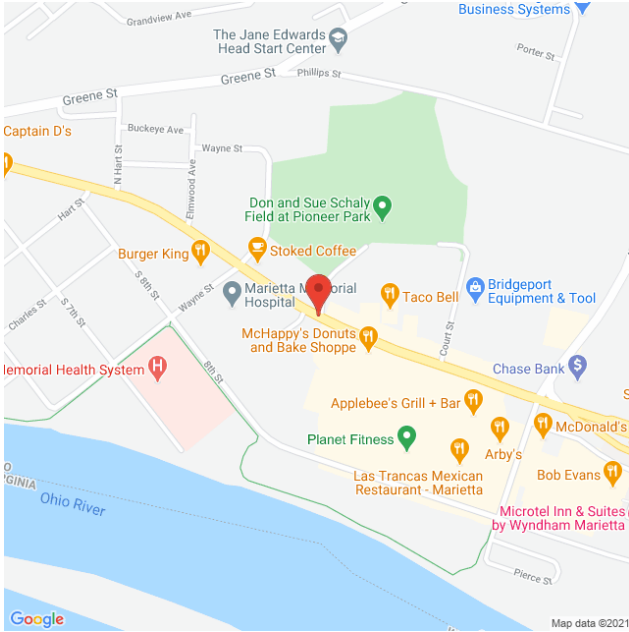 Grandview Ave
Business Systems
The Jane Edwards
Head Start Center
Porter St
Greene St
Phillips St
Greene St
Captain D's
Buckeye Ave
N Hart St
Wayne St
Elmwood Ave
Don and Sue Schaly
Field at Pioneer Park
Hart St
Burger King
Stoked Coffee
S 8th St
Marietta Memorial
Hospital
Wayne St
Taco Bell
Bridgeport
Equipment & Tool
Charles St
S 7th St
McHappy's Donuts
and Bake Shoppe
Court St
8th St
Memorial Health System
Chase Bank
Applebee's Grill + Bar
McDonald's
Planet Fitness
Arby's
Las Trancas Mexican
Restaurant - Marietta
Bob Evans
Ohio River
Microtel Inn & Suites
by Wyndham Marietta
Pierce St
Google
Map data ©2021